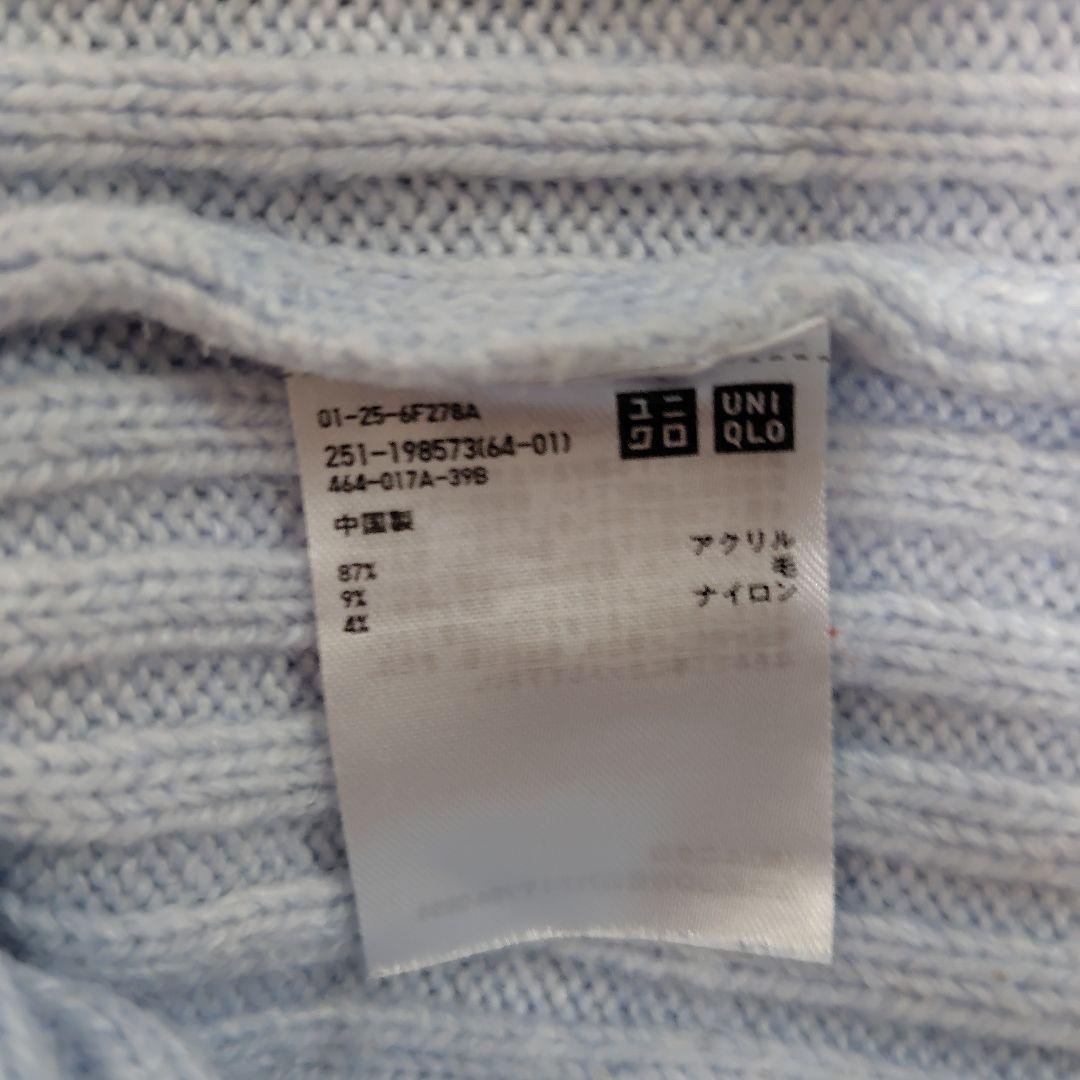 01-25-6F278A
251-198573(64-01)
464-017A-39B
ユニ
クロ
UNI
QLO
中国製
87% アクリル
9% 毛
4% ナイロン